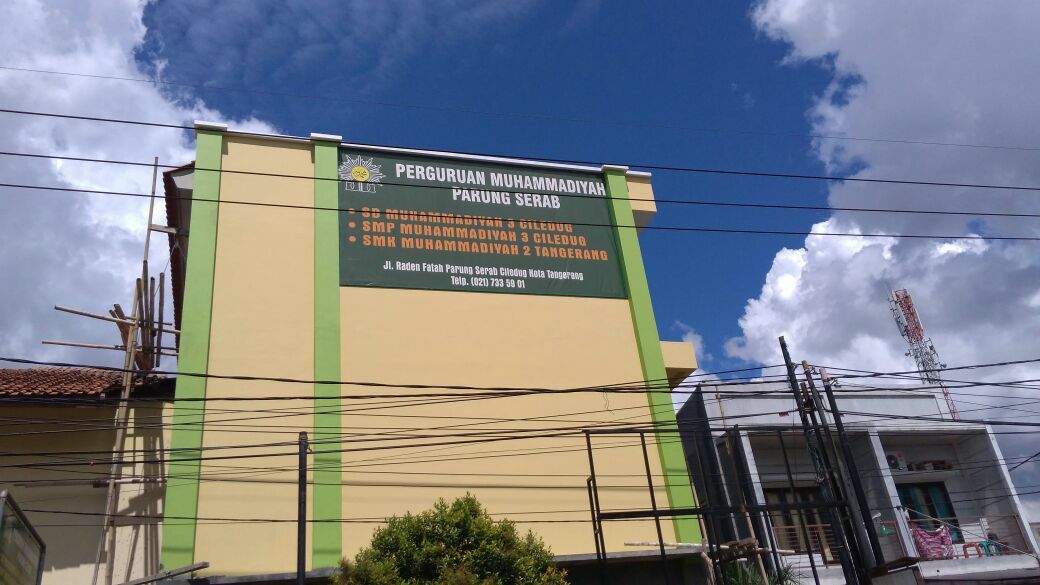 PERGURUAN MUHAMMADIYAH
PARUNG SERAB
• SD MUHAMMADIYAH 3 CILEDUG
• SMP MUHAMMADIYAH 3 CILEDUG
• SMK MUHAMMADIYAH 2 TANGERANG
Jl. Raden Fatah Parung Serab Ciledug Kota Tangerang
Telp. (021) 733 59 01